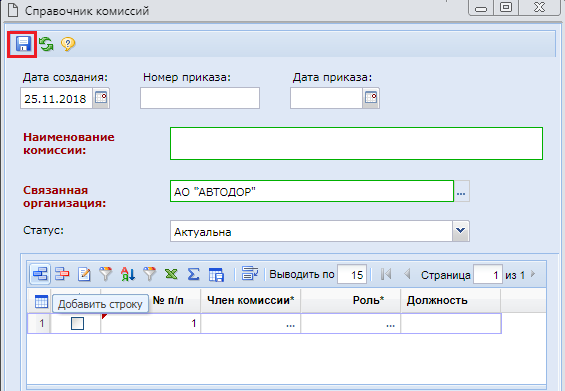 Справочник комиссий
Дата создания: Номер приказа: Дата приказа:
25.11.2018
Наименование
комиссии:
Связанная
организация:
АО "АВТОДОР" ...
Статус: Актуальна
Выводить по 15 Страница 1 из 1
Добавить строку № п/п Член комиссии* Роль* Должность
1 1 ... ...